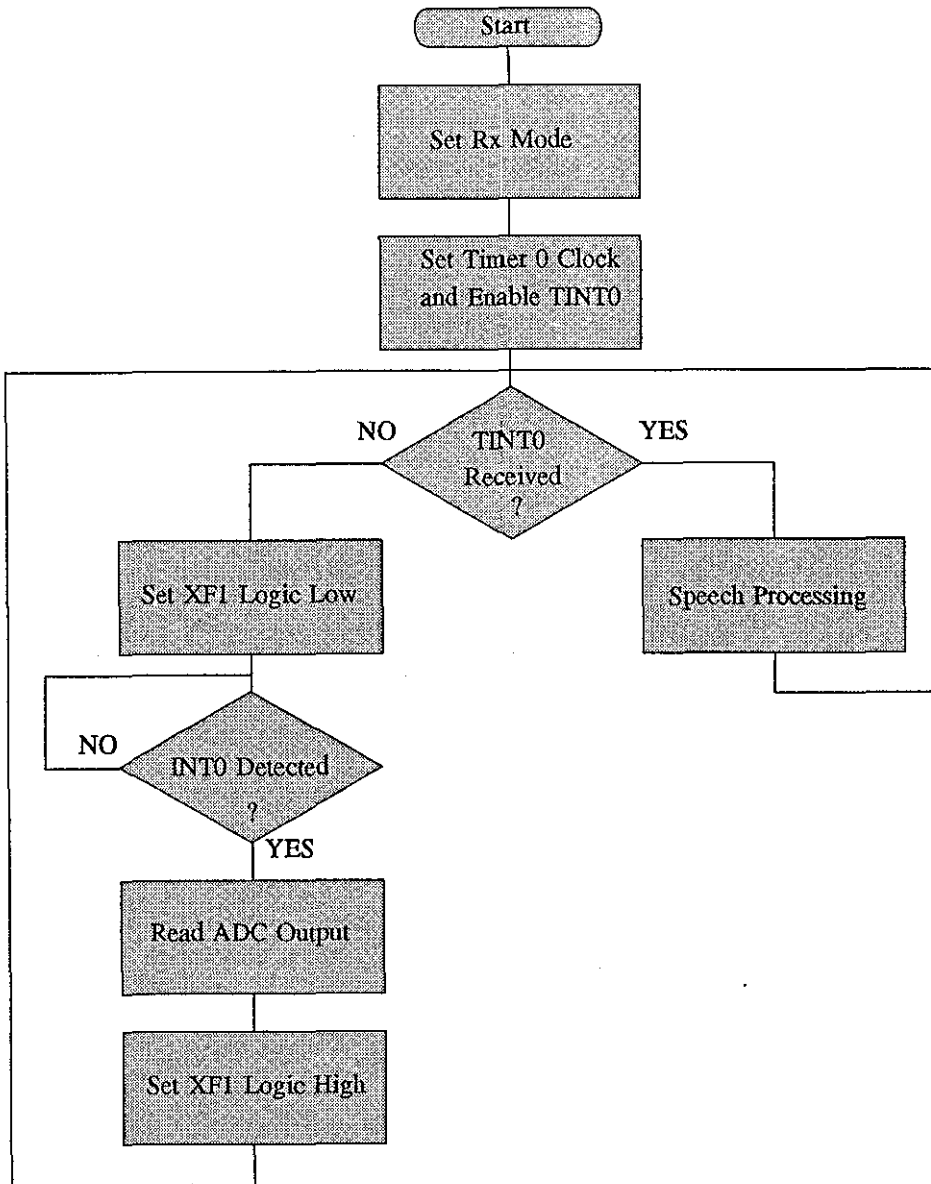 Start
Set Rx Mode
Set Timer 0 Clock
and Enable TINT0
NO
YES
TINT0
Received
?
Set XF1 Logic Low
Speech Processing
NO
INT0 Detected
?
YES
Read ADC Output
Set XF1 Logic High